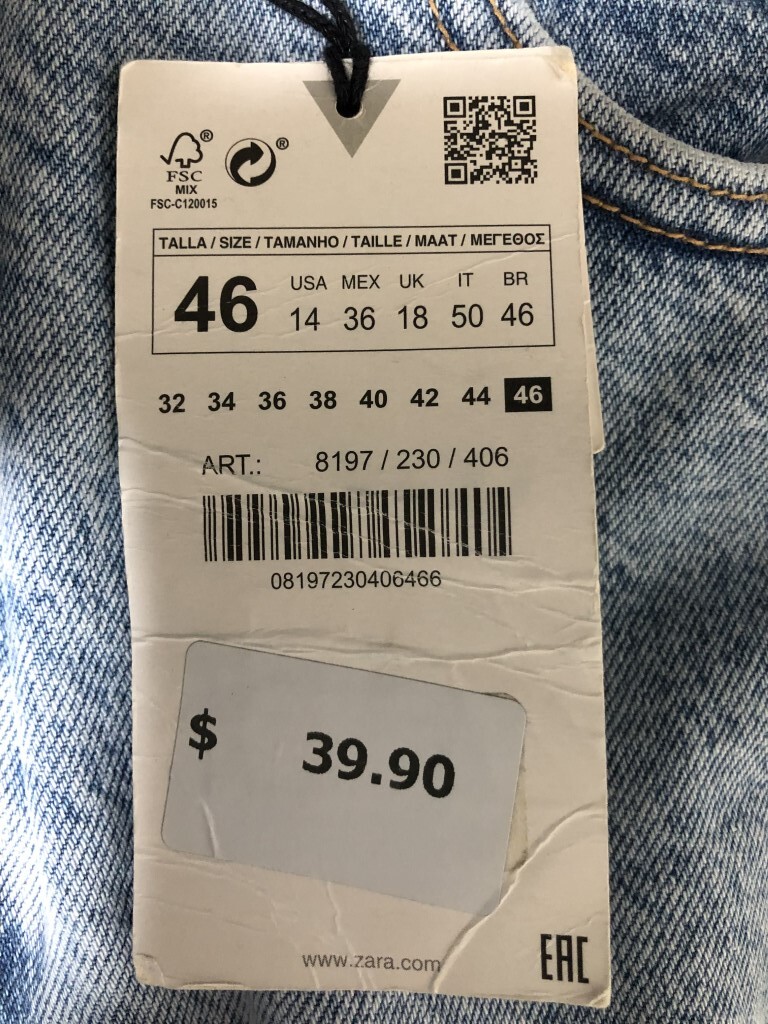 FSC ®
®
MIX
FSC-C120015
TALLA / SIZE / TAMANHO / TAILLE / MAAT / ΜΕΓΕΘΟΣ
46
USA MEX UK IT BR
14 36 18 50 46
32 34 36 38 40 42 44 46
ART.: 8197 / 230 / 406
08197230406466
$ 39.90
www.zara.com
EAC